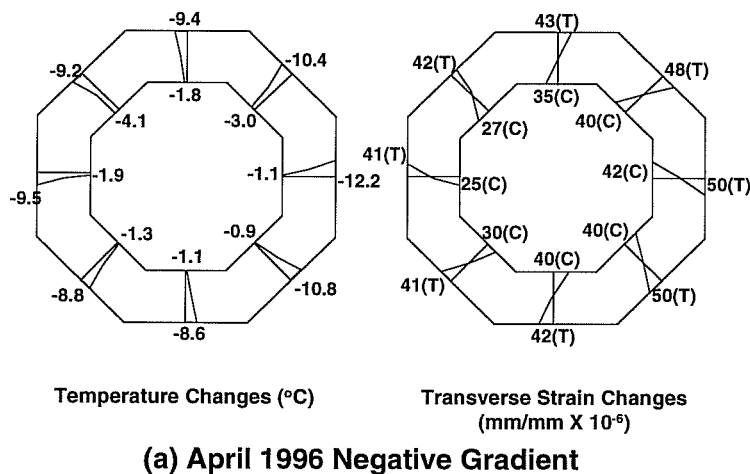 -9.4
-9.2
-10.4
-1.8
-4.1
-3.0
-1.9
-1.1
-9.5
-12.2
-1.3
-1.1
-0.9
-8.8
-10.8
-8.6
Temperature Changes (°C)
43(T)
42(T)
48(T)
35(C)
27(C)
40(C)
41(T)
25(C)
42(C)
50(T)
30(C)
40(C)
40(C)
41(T)
50(T)
42(T)
Transverse Strain Changes
(mm/mm X 10⁻⁶)
(a) April 1996 Negative Gradient